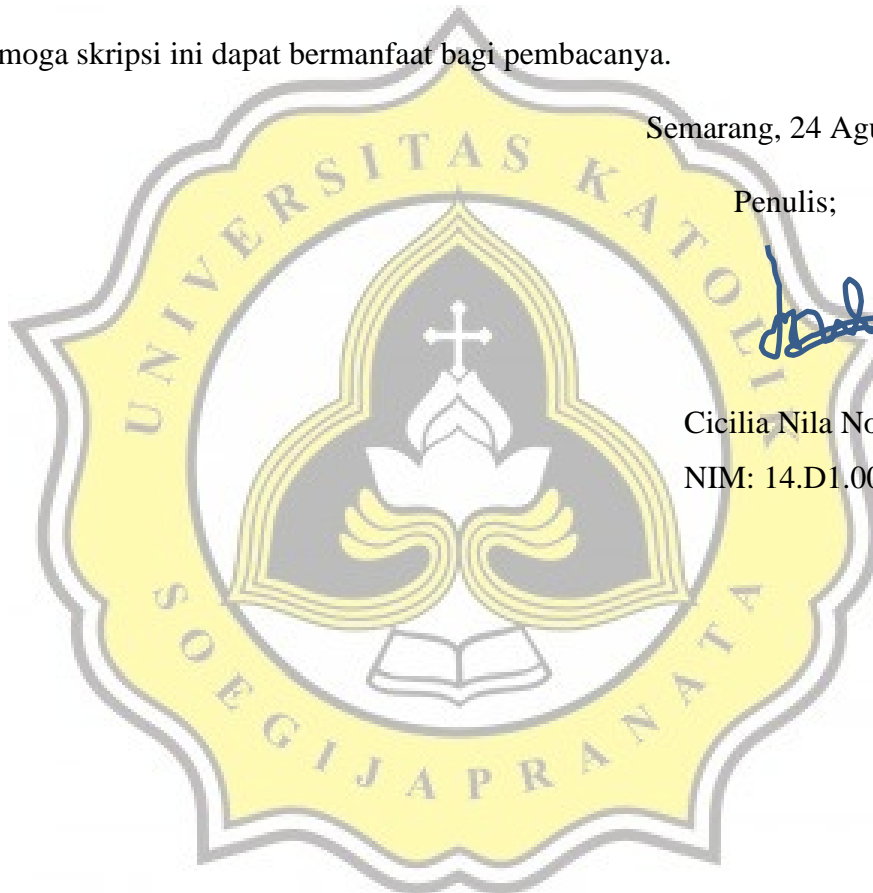 moga skripsi ini dapat bermanfaat bagi pembacanya.
Semarang, 24 Agu
Penulis;
Cicilia Nila No
NIM: 14.D1.00
UNIVERSITAS KATOLIK
SOEGIJAPRANATA